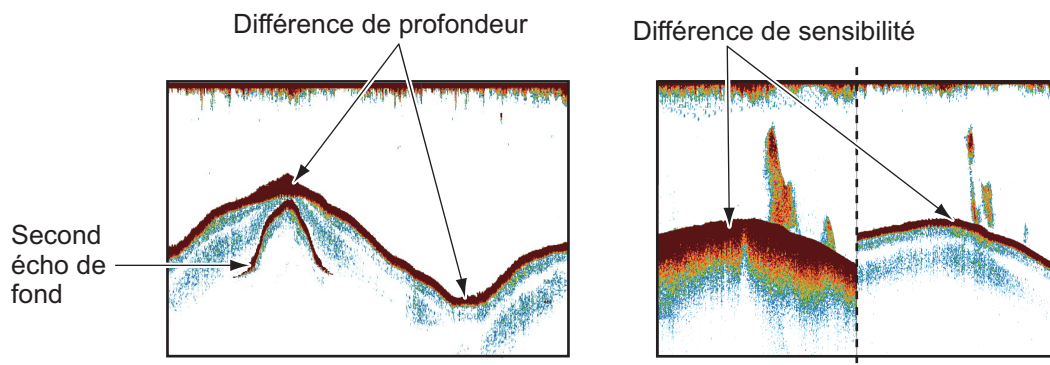 Différence de profondeur
Différence de sensibilité
Second
écho de
fond